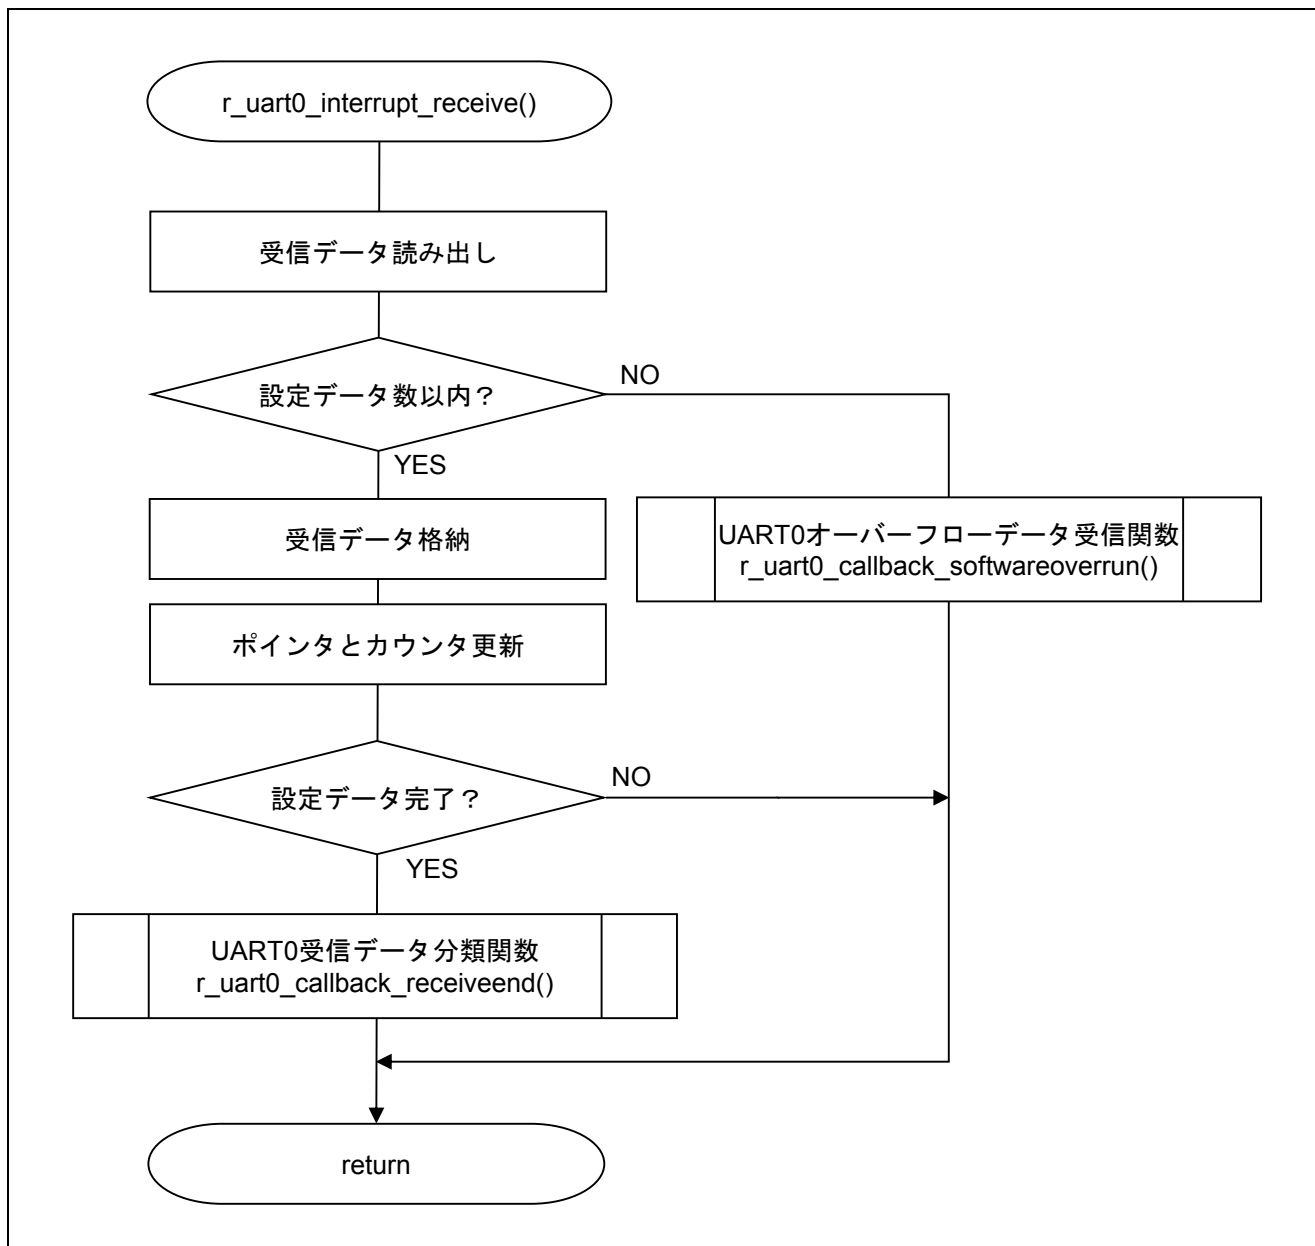 r_uart0_interrupt_receive()
受信データ読み出し
設定データ数以内？
NO
YES
受信データ格納
UART0オーバーフローデータ受信関数
r_uart0_callback_softwareoverrun()
ポインタとカウンタ更新
設定データ完了？
NO
YES
UART0受信データ分類関数
r_uart0_callback_receiveend()
return